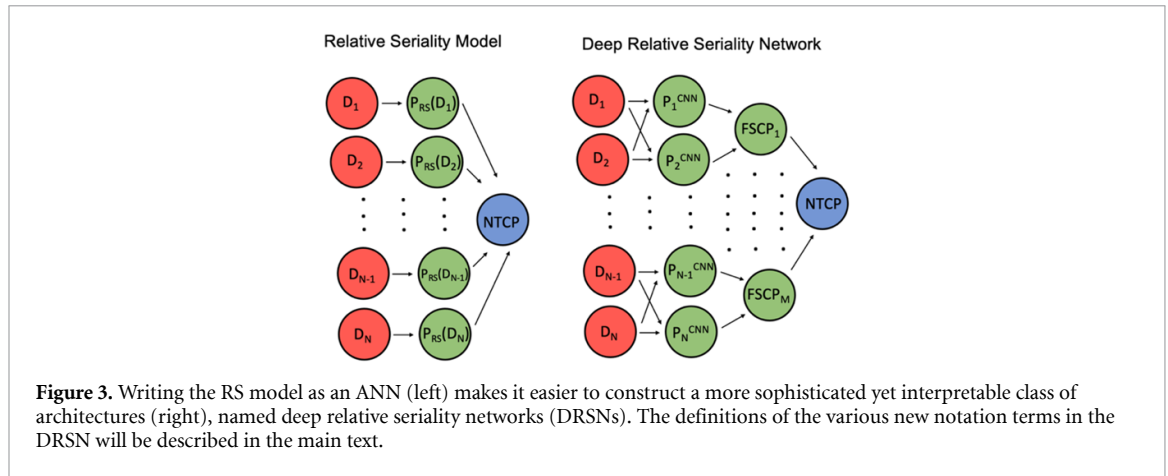 Relative Seriality Model
D1 PRS(D1)
D2 PRS(D2)
NTCP
DN-1 PRS(DN-1)
DN PRS(DN)
Deep Relative Seriality Network
D1 P1CNN
FSCP1
D2 P2CNN
NTCP
DN-1 PN-1CNN
FSCPM
DN PNCNN
Figure 3. Writing the RS model as an ANN (left) makes it easier to construct a more sophisticated yet interpretable class of
architectures (right), named deep relative seriality networks (DRSNs). The definitions of the various new notation terms in the
DRSN will be described in the main text.